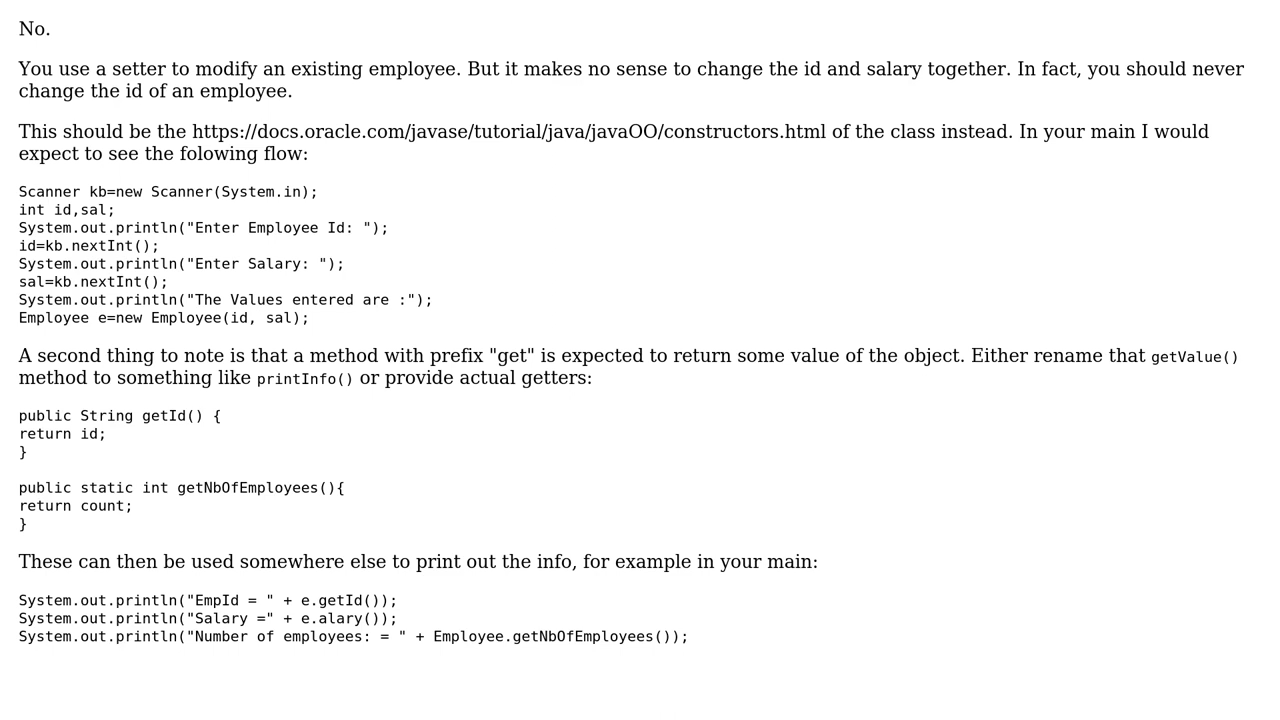 No.
You use a setter to modify an existing employee. But it makes no sense to change the id and salary together. In fact, you should never
change the id of an employee.
This should be the https://docs.oracle.com/javase/tutorial/java/javaOO/constructors.html of the class instead. In your main I would
expect to see the folowing flow:
Scanner kb=new Scanner(System.in);
int id,sal;
System.out.println("Enter Employee Id: ");
id=kb.nextInt();
System.out.println("Enter Salary: ");
sal=kb.nextInt();
System.out.println("The Values entered are :");
Employee e=new Employee(id, sal);
A second thing to note is that a method with prefix "get" is expected to return some value of the object. Either rename that getValue()
method to something like printInfo() or provide actual getters:
public String getId() {
return id;
}
public static int getNbOfEmployees(){
return count;
}
These can then be used somewhere else to print out the info, for example in your main:
System.out.println("EmpId = " + e.getId());
System.out.println("Salary =" + e.alary());
System.out.println("Number of employees: = " + Employee.getNbOfEmployees());